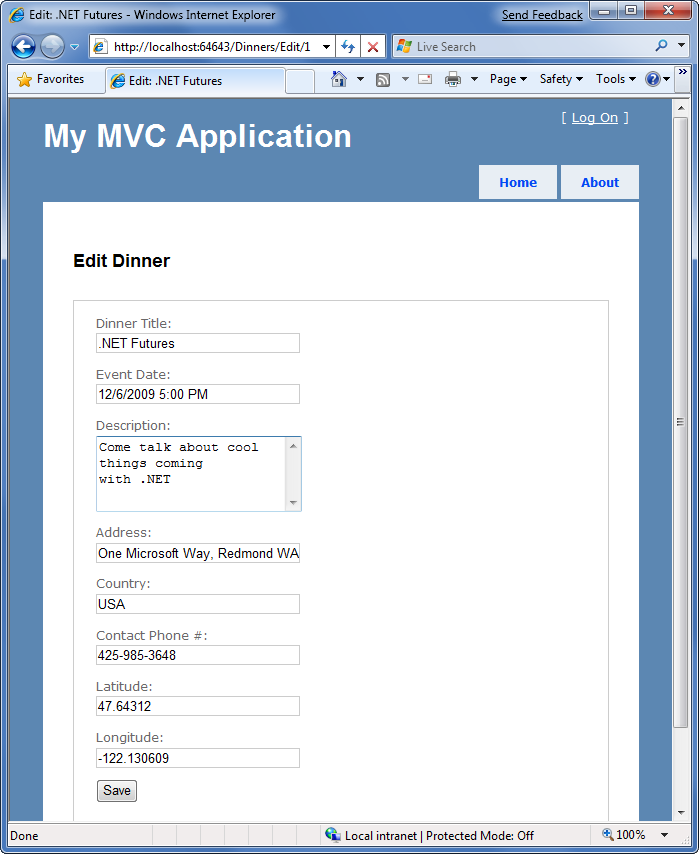 Edit: .NET Futures - Windows Internet Explorer
Send Feedback
http://localhost:64643/Dinners/Edit/1
Live Search
Favorites
Edit: .NET Futures
Page
Safety
Tools
[ Log On ]
My MVC Application
Home
About
Edit Dinner
Dinner Title:
.NET Futures
Event Date:
12/6/2009 5:00 PM
Description:
Come talk about cool
things coming
with .NET
Address:
One Microsoft Way, Redmond WA
Country:
USA
Contact Phone #:
425-985-3648
Latitude:
47.64312
Longitude:
-122.130609
Save
Done
Local intranet | Protected Mode: Off
100%